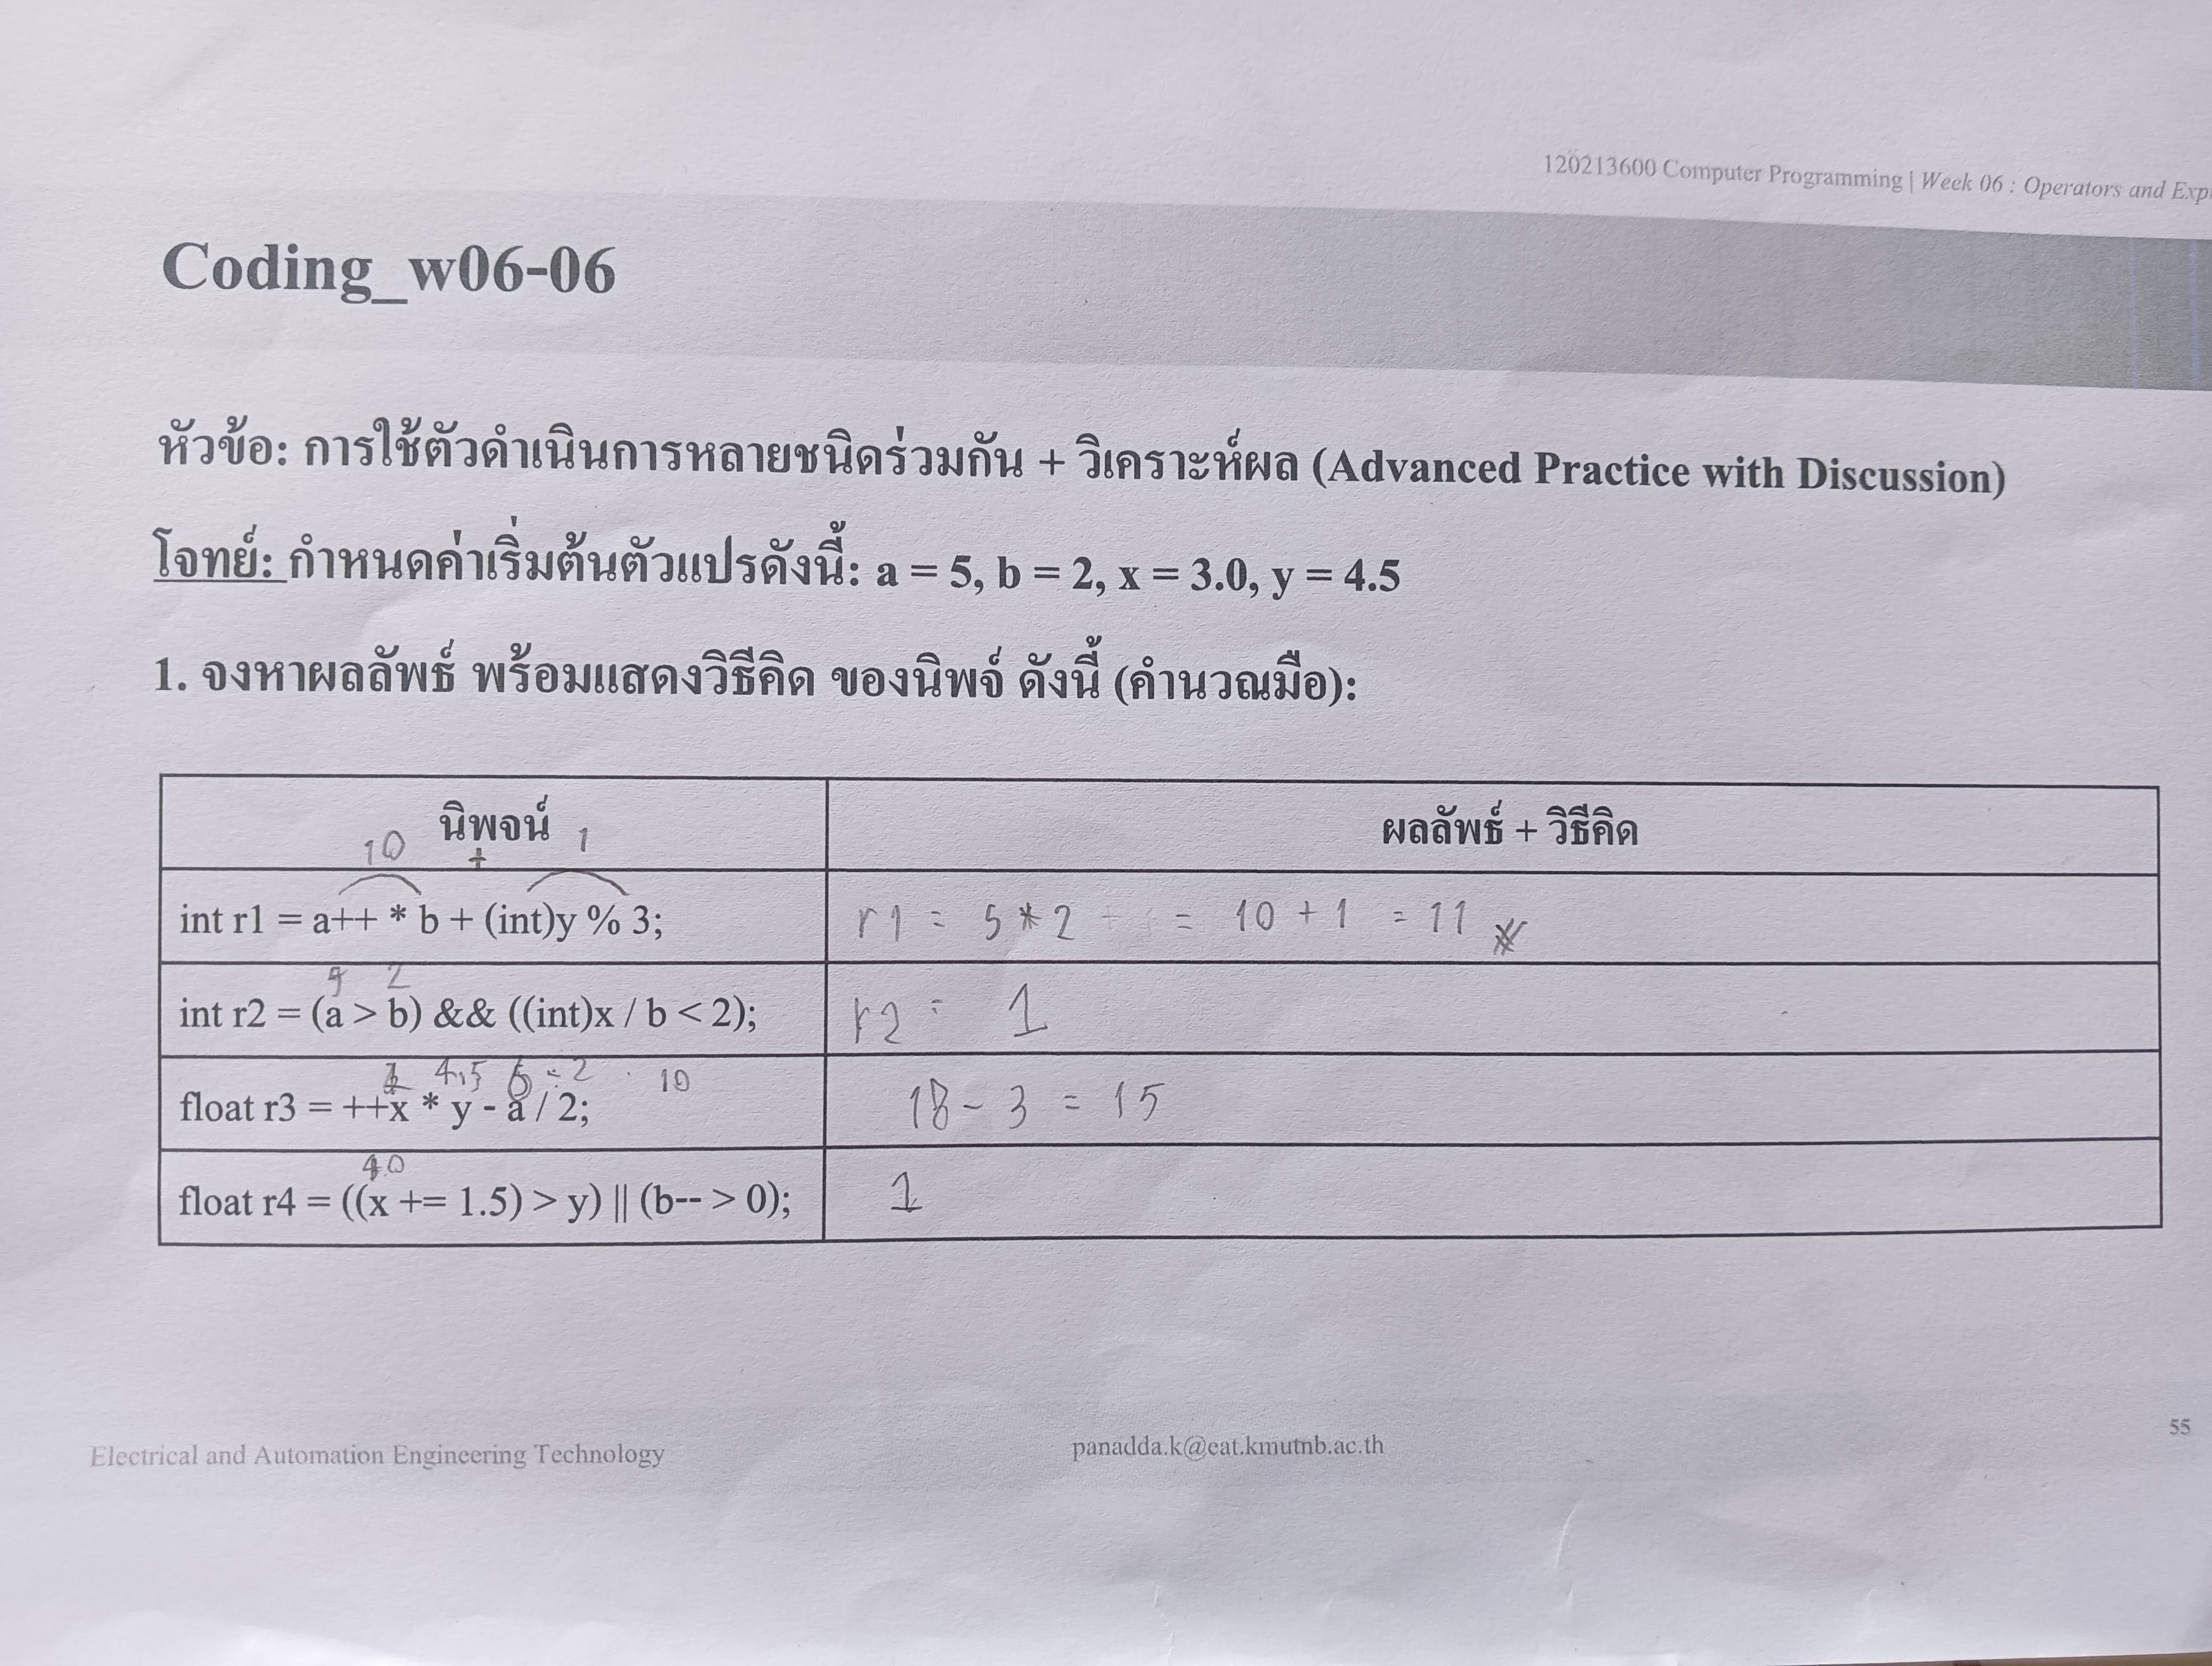 120213600 Computer Programming | Week 06 : Operators and Exp
Coding_w06-06
หัวข้อ: การใช้ตัวดำเนินการหลายชนิดร่วมกัน + วิเคราะห์ผล (Advanced Practice with Discussion)
โจทย์: กำหนดค่าเริ่มต้นตัวแปรดังนี้: a = 5, b = 2, x = 3.0, y = 4.5
1. จงหาผลลัพธ์ พร้อมแสดงวิธีคิด ของนิพจ์ ดังนี้ (คำนวณมือ):
นิพจน์ ผลลัพธ์ + วิธีคิด
10 + 1
int r1 = a++ * b + (int)y % 3; r1 = 5 * 2 = 10 + 1 = 11
2
int r2 = (a > b) && ((int)x / b < 2); r2 = 1
4.5 6 ÷ 2 10
float r3 = ++x * y - a / 2; 18 - 3 = 15
4.0
float r4 = ((x += 1.5) > y) || (b-- > 0); 1
Electrical and Automation Engineering Technology panadda.k@eat.kmutnb.ac.th 55